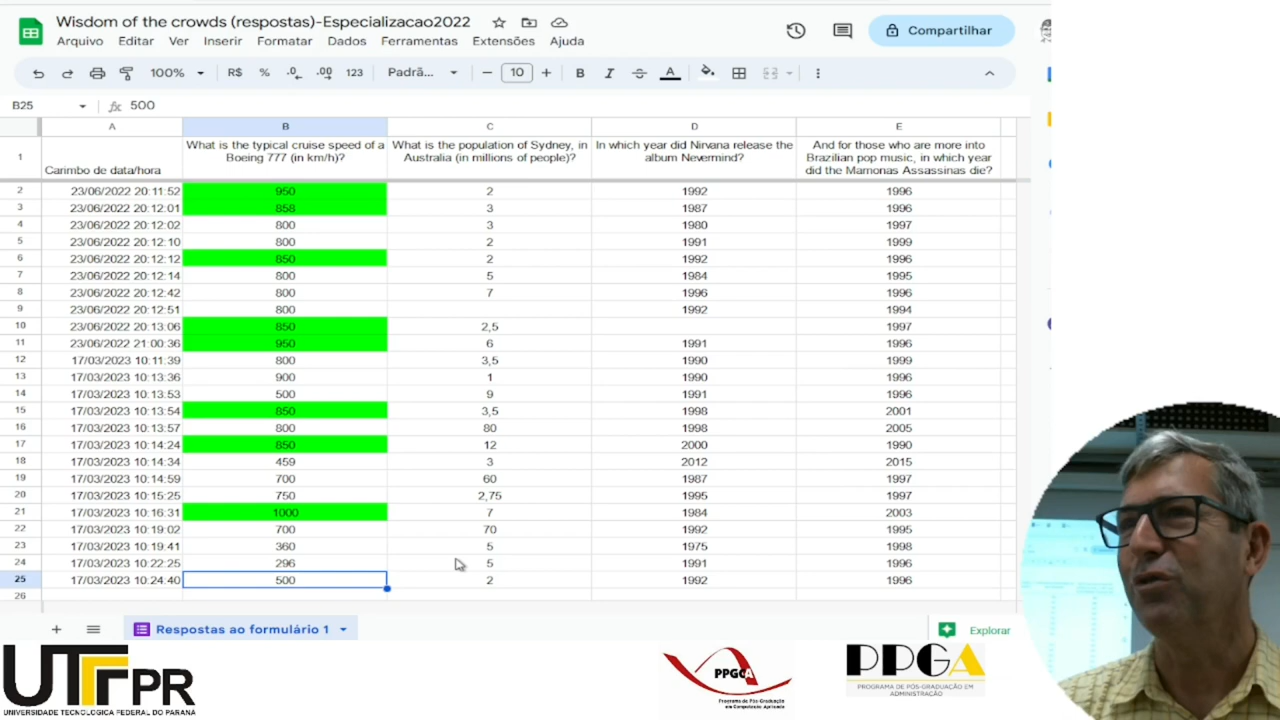 Wisdom of the crowds (respostas)-Especializacao2022
Arquivo Editar Ver Inserir Formatar Dados Ferramentas Extensões Ajuda
Compartilhar
100% R$ % .0 .00 123 Padrã... 10 B I A
B25 fx 500
A B C D E
1 Carimbo de data/hora
What is the typical cruise speed of a
Boeing 777 (in km/h)?
What is the population of Sydney, in
Australia (in millions of people)?
In which year did Nirvana release the
album Nevermind?
And for those who are more into
Brazilian pop music, in which year
did the Mamonas Assassinas die?
2 23/06/2022 20:11:52 950 2 1992 1996
3 23/06/2022 20:12:01 858 3 1987 1996
4 23/06/2022 20:12:02 800 3 1980 1997
5 23/06/2022 20:12:10 800 2 1991 1999
6 23/06/2022 20:12:12 850 2 1992 1996
7 23/06/2022 20:12:14 800 5 1984 1995
8 23/06/2022 20:12:42 800 7 1996 1996
9 23/06/2022 20:12:51 800 1992 1994
10 23/06/2022 20:13:06 850 2,5 1997
11 23/06/2022 21:00:36 950 6 1991 1996
12 17/03/2023 10:11:39 800 3,5 1990 1999
13 17/03/2023 10:13:36 900 1 1990 1996
14 17/03/2023 10:13:53 500 9 1991 1996
15 17/03/2023 10:13:54 850 3,5 1998 2001
16 17/03/2023 10:13:57 800 80 1998 2005
17 17/03/2023 10:14:24 850 12 2000 1990
18 17/03/2023 10:14:34 459 3 2012 2015
19 17/03/2023 10:14:59 700 60 1987 1997
20 17/03/2023 10:15:25 750 2,75 1995 1997
21 17/03/2023 10:16:31 1000 7 1984 2003
22 17/03/2023 10:19:02 700 70 1992 1995
23 17/03/2023 10:19:41 360 5 1975 1998
24 17/03/2023 10:22:25 296 5 1991 1996
25 17/03/2023 10:24:40 500 2 1992 1996
26
Respostas ao formulário 1
Explorar
UTFPR
UNIVERSIDADE TECNOLÓGICA FEDERAL DO PARANÁ
PPGCA
Programa de Pós-Graduação
em Computação Aplicada
PPGA
PROGRAMA DE PÓS-GRADUAÇÃO EM
ADMINISTRAÇÃO